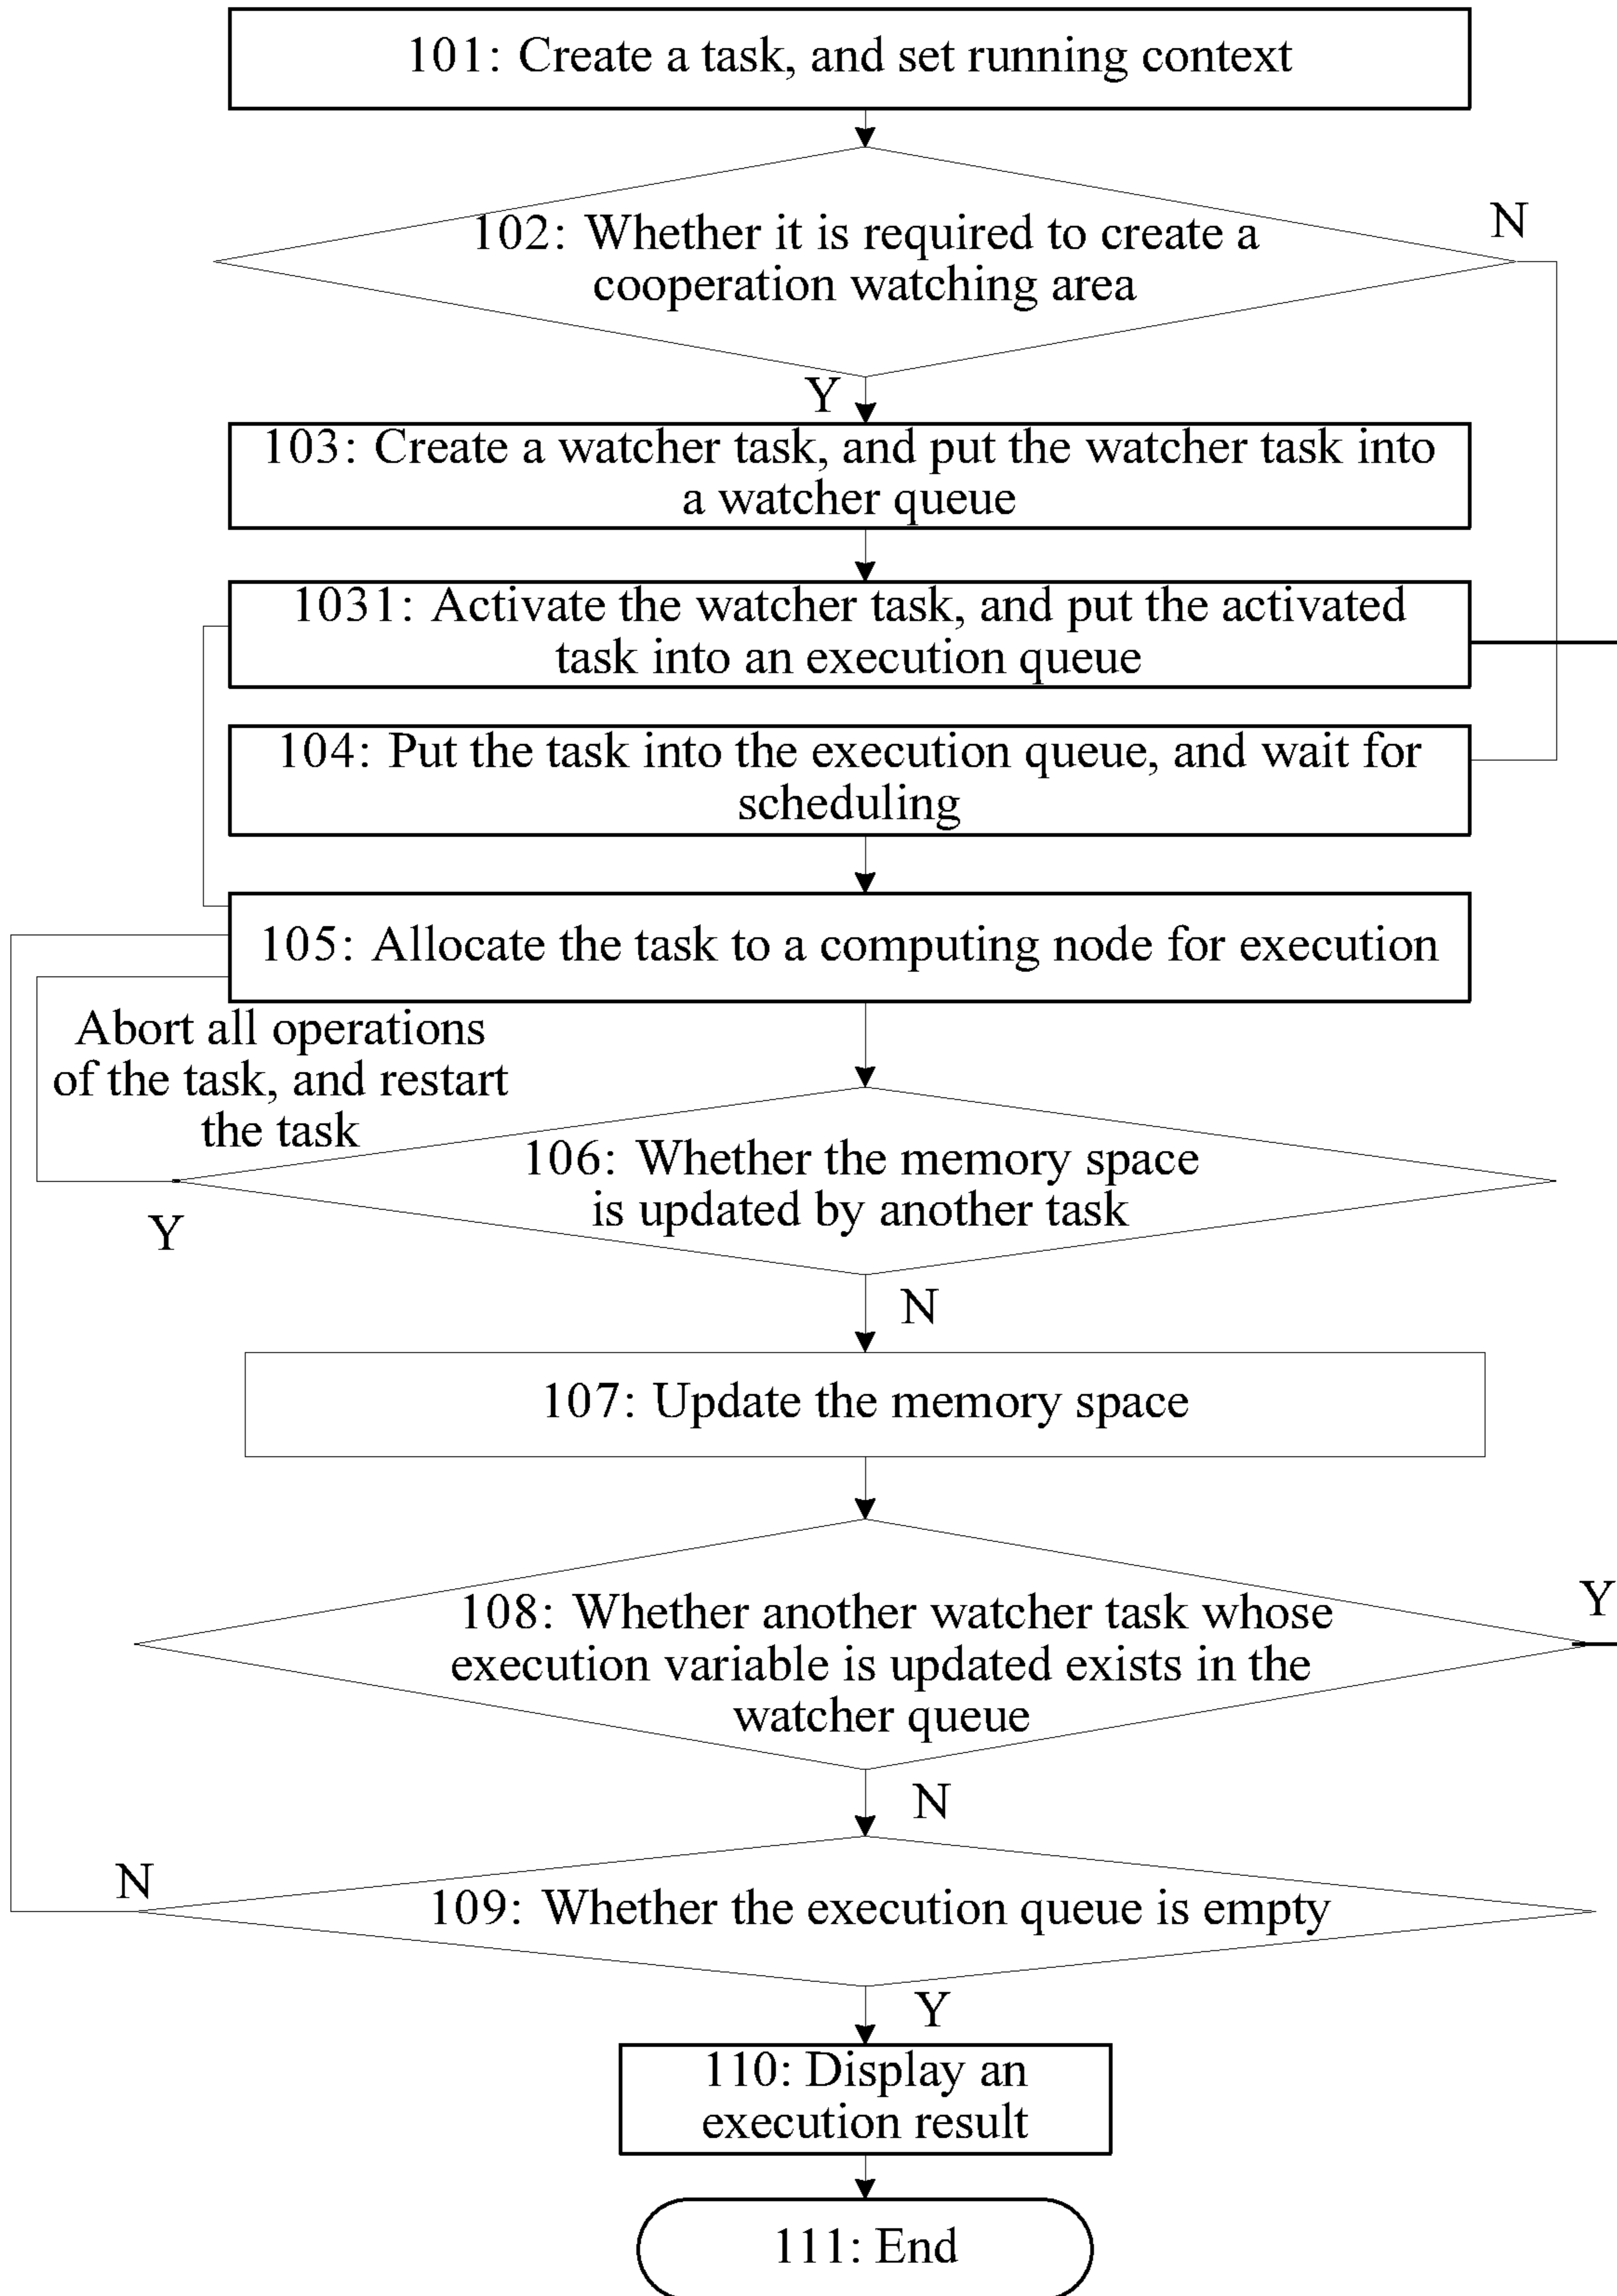 101: Create a task, and set running context
102: Whether it is required to create a
cooperation watching area
N
Y
103: Create a watcher task, and put the watcher task into
a watcher queue
1031: Activate the watcher task, and put the activated
task into an execution queue
104: Put the task into the execution queue, and wait for
scheduling
105: Allocate the task to a computing node for execution
Abort all operations
of the task, and restart
the task
106: Whether the memory space
is updated by another task
Y
N
107: Update the memory space
108: Whether another watcher task whose
execution variable is updated exists in the
watcher queue
Y
N
109: Whether the execution queue is empty
N
Y
110: Display an
execution result
111: End